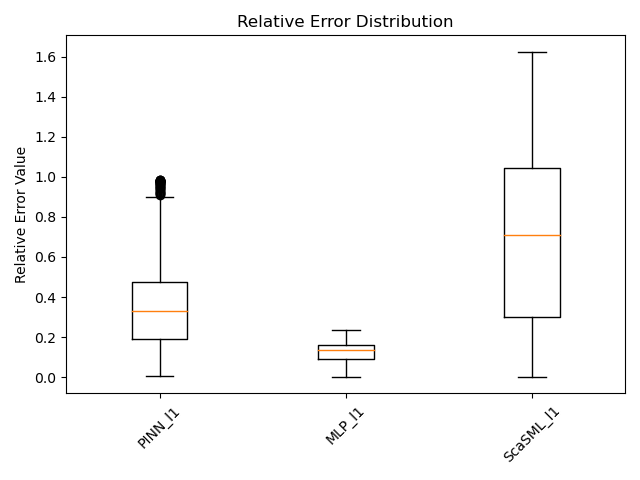 Relative Error Distribution
Relative Error Value
1.6
1.4
1.2
1.0
0.8
0.6
0.4
0.2
0.0
PINN_l1
MLP_l1
ScaSML_l1